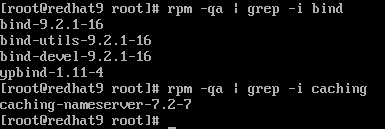 [root@redhat9 root]# rpm -qa | grep -i bind
bind-9.2.1-16
bind-utils-9.2.1-16
bind-devel-9.2.1-16
ypbind-1.11-4
[root@redhat9 root]# rpm -qa | grep -i caching
caching-nameserver-7.2-7
[root@redhat9 root]# _